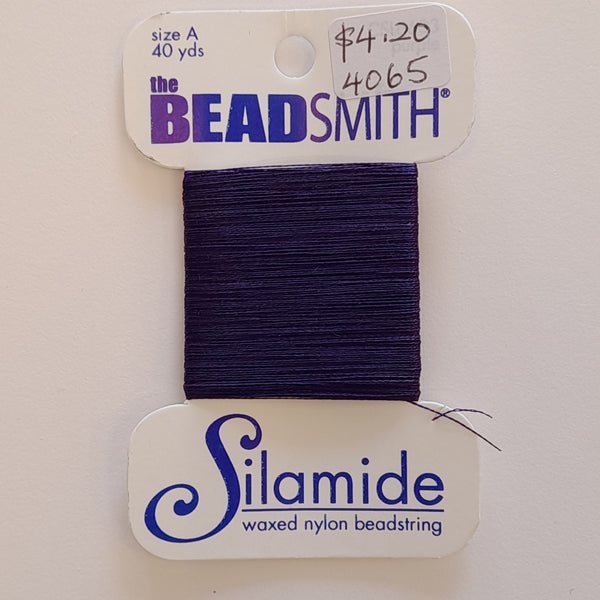 size A
40 yds
$4.20
4065
the
BEADSMITH®
Silamide
waxed nylon beadstring